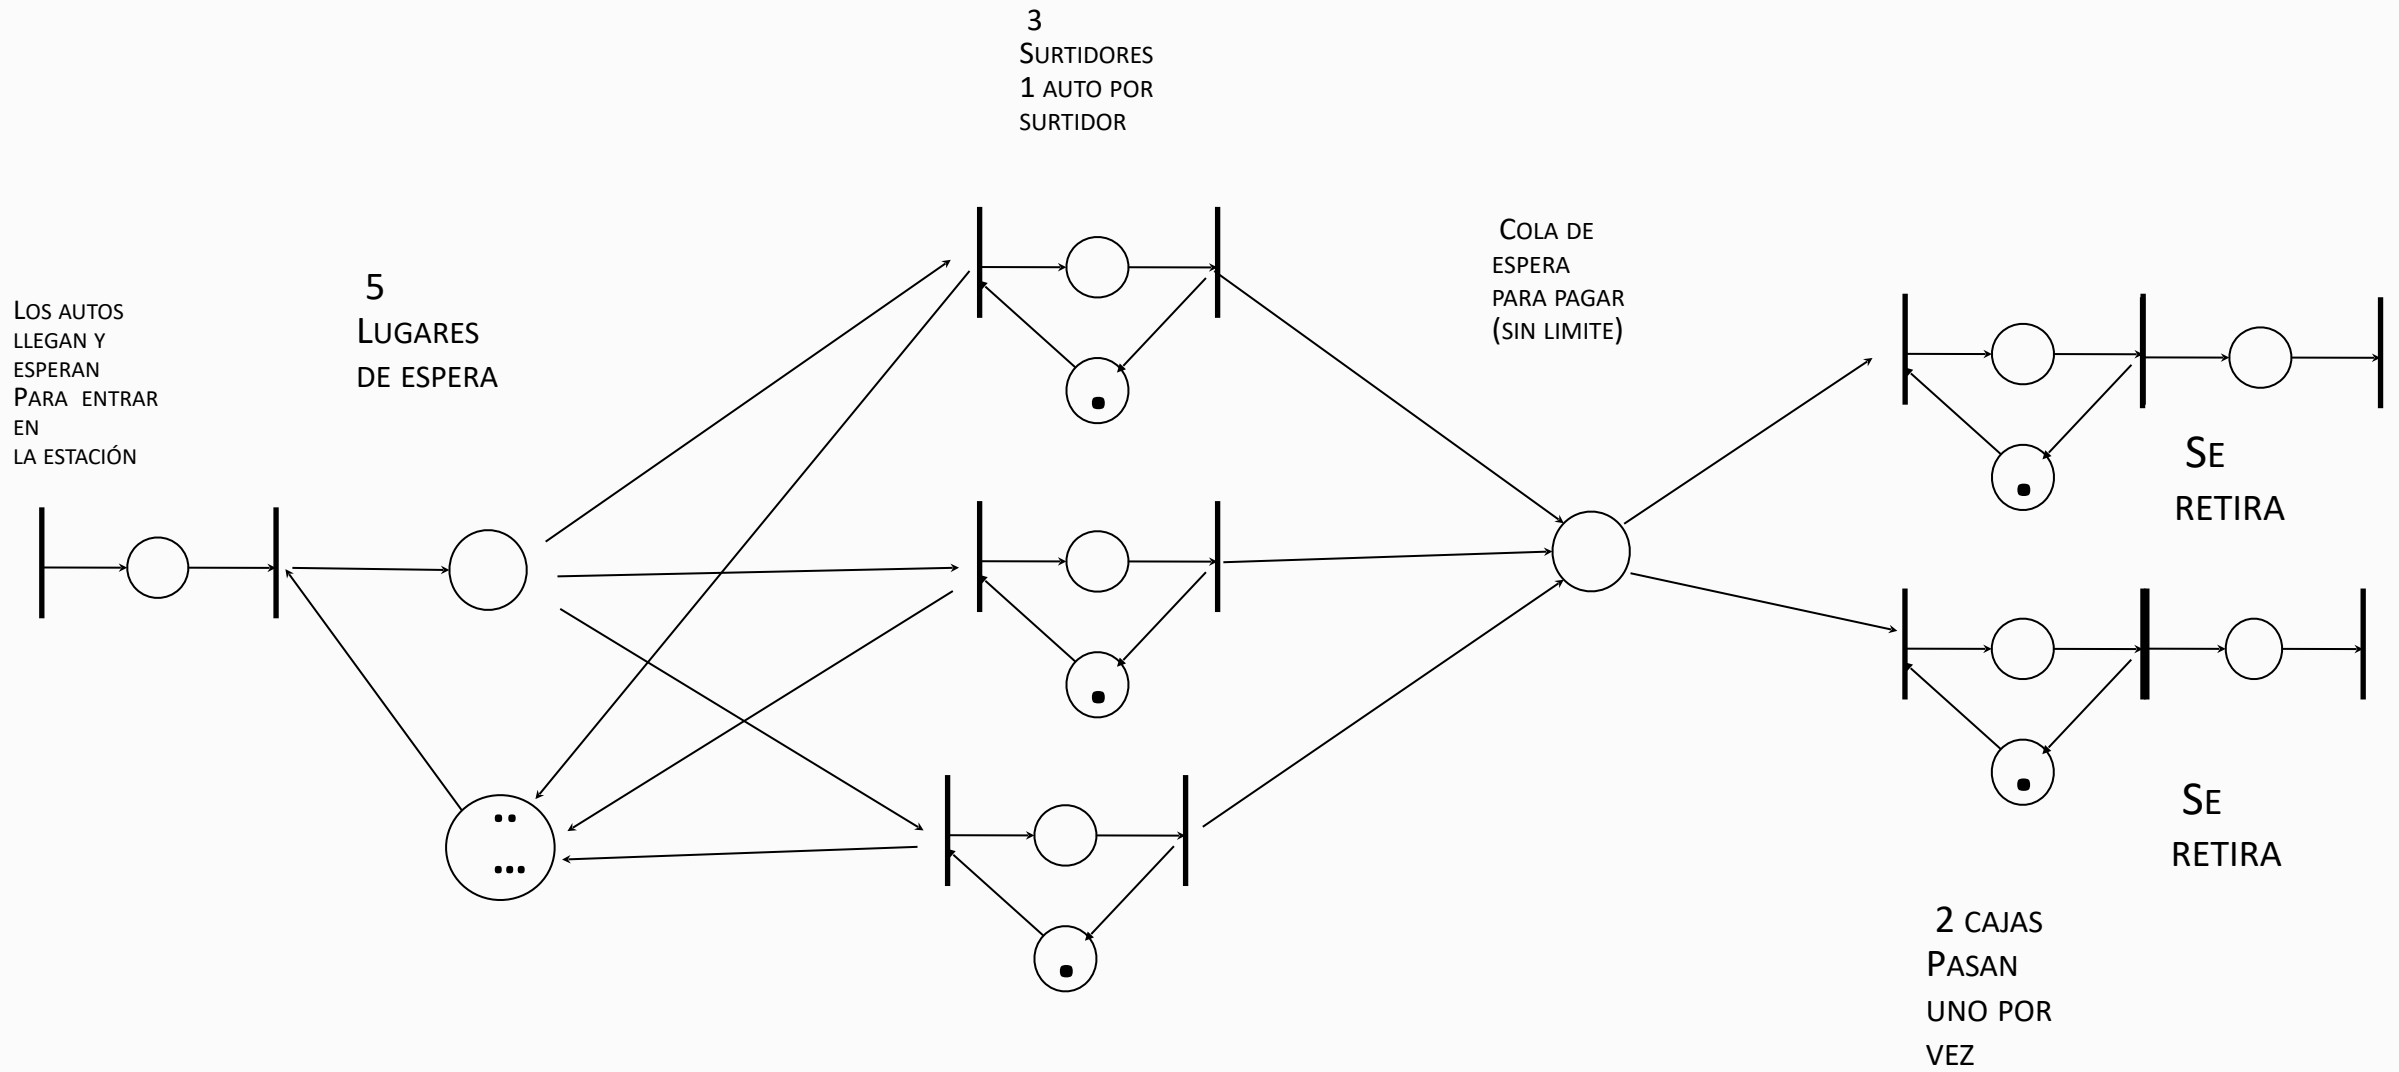 3
Surtidores
1 auto por
surtidor
Los autos
llegan y
esperan
Para entrar
en
la estación
5
Lugares
de espera
Cola de
espera
para pagar
(sin limite)
Se
retira
Se
retira
2 cajas
Pasan
uno por
vez